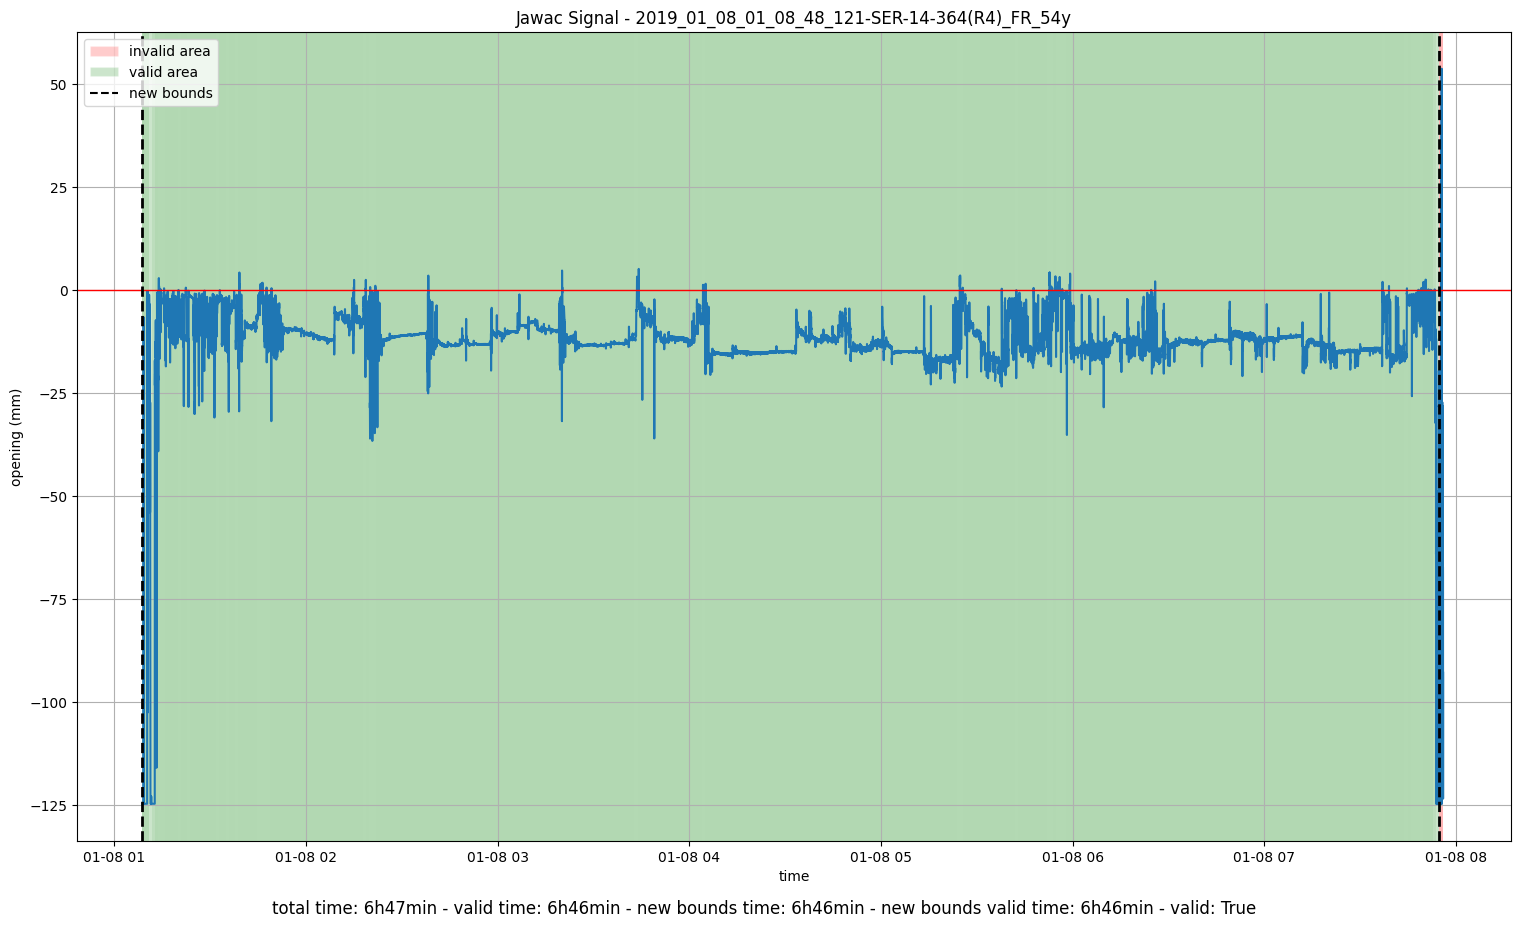 Jawac Signal - 2019_01_08_01_08_48_121-SER-14-364(R4)_FR_54y
invalid area
valid area
new bounds
opening (mm)
50
25
0
−25
−50
−75
−100
−125
01-08 01
01-08 02
01-08 03
01-08 04
01-08 05
01-08 06
01-08 07
01-08 08
time
total time: 6h47min - valid time: 6h46min - new bounds time: 6h46min - new bounds valid time: 6h46min - valid: True